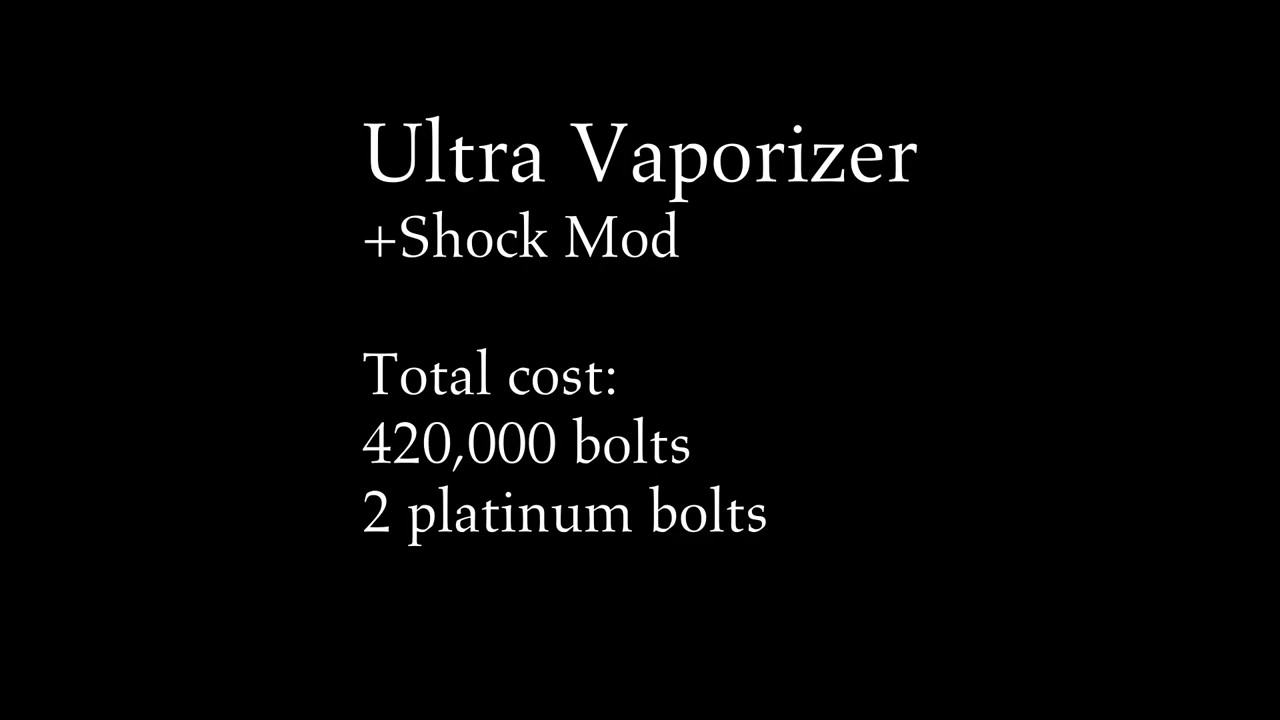 Ultra Vaporizer
+Shock Mod
Total cost:
420,000 bolts
2 platinum bolts